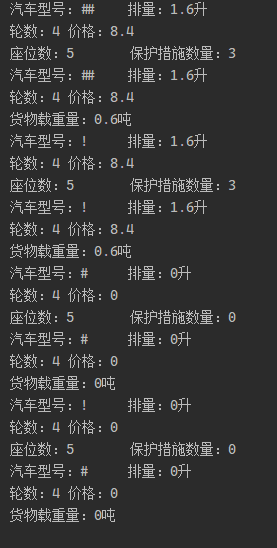 汽车型号：##    排量：1.6升
轮数：4 价格：8.4
座位数：5      保护措施数量：3
汽车型号：##    排量：1.6升
轮数：4 价格：8.4
货物载重量：0.6吨
汽车型号：!     排量：1.6升
轮数：4 价格：8.4
座位数：5      保护措施数量：3
汽车型号：!     排量：1.6升
轮数：4 价格：8.4
货物载重量：0.6吨
汽车型号：#     排量：0升
轮数：4 价格：0
座位数：5      保护措施数量：0
汽车型号：#     排量：0升
轮数：4 价格：0
货物载重量：0吨
汽车型号：!     排量：0升
轮数：4 价格：0
座位数：5      保护措施数量：0
汽车型号：#     排量：0升
轮数：4 价格：0
货物载重量：0吨